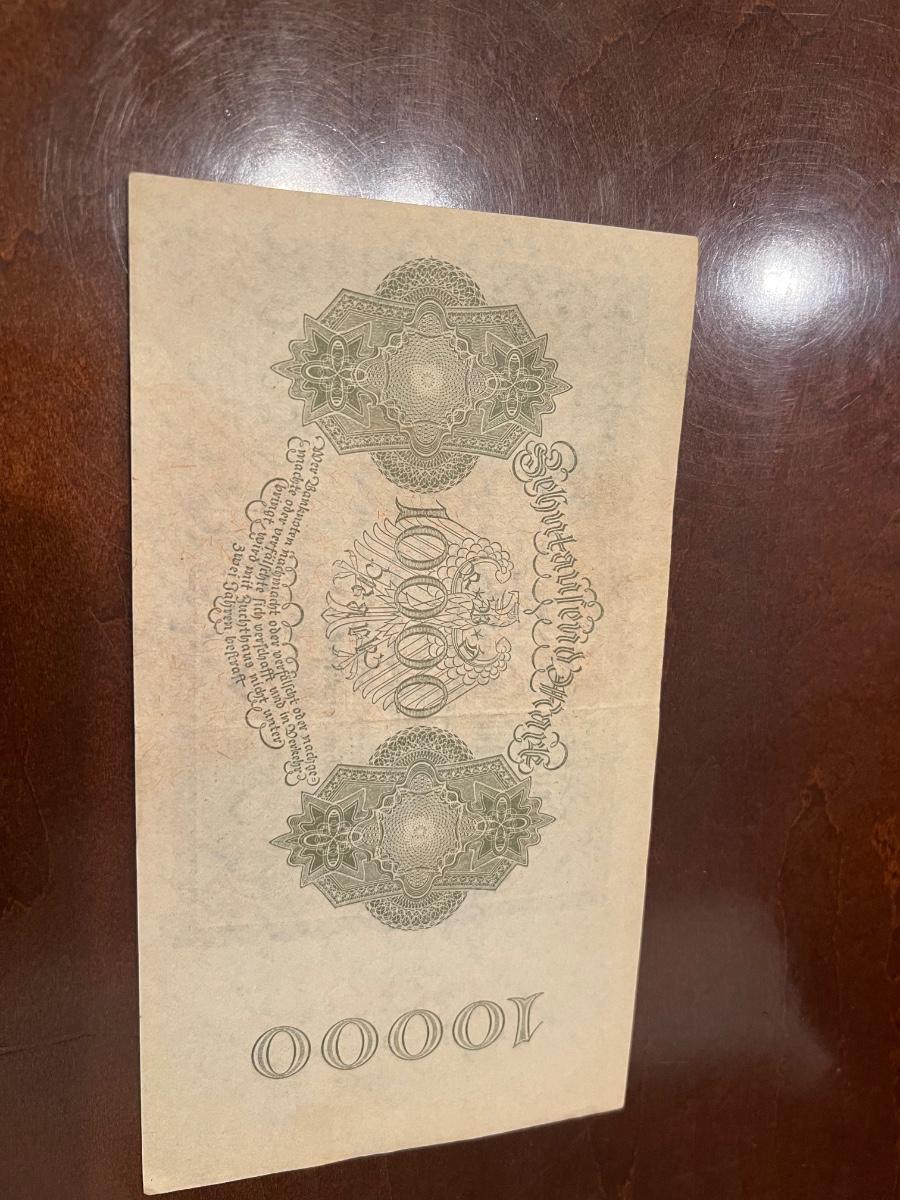 Zehntausend Mark
10000
Wer Banknoten nachmacht oder verfälscht oder nachge=
machte oder verfälschte sich verschafft und in Verkehr
bringt, wird mit Zuchthaus nicht unter
zwei Jahren bestraft
10000